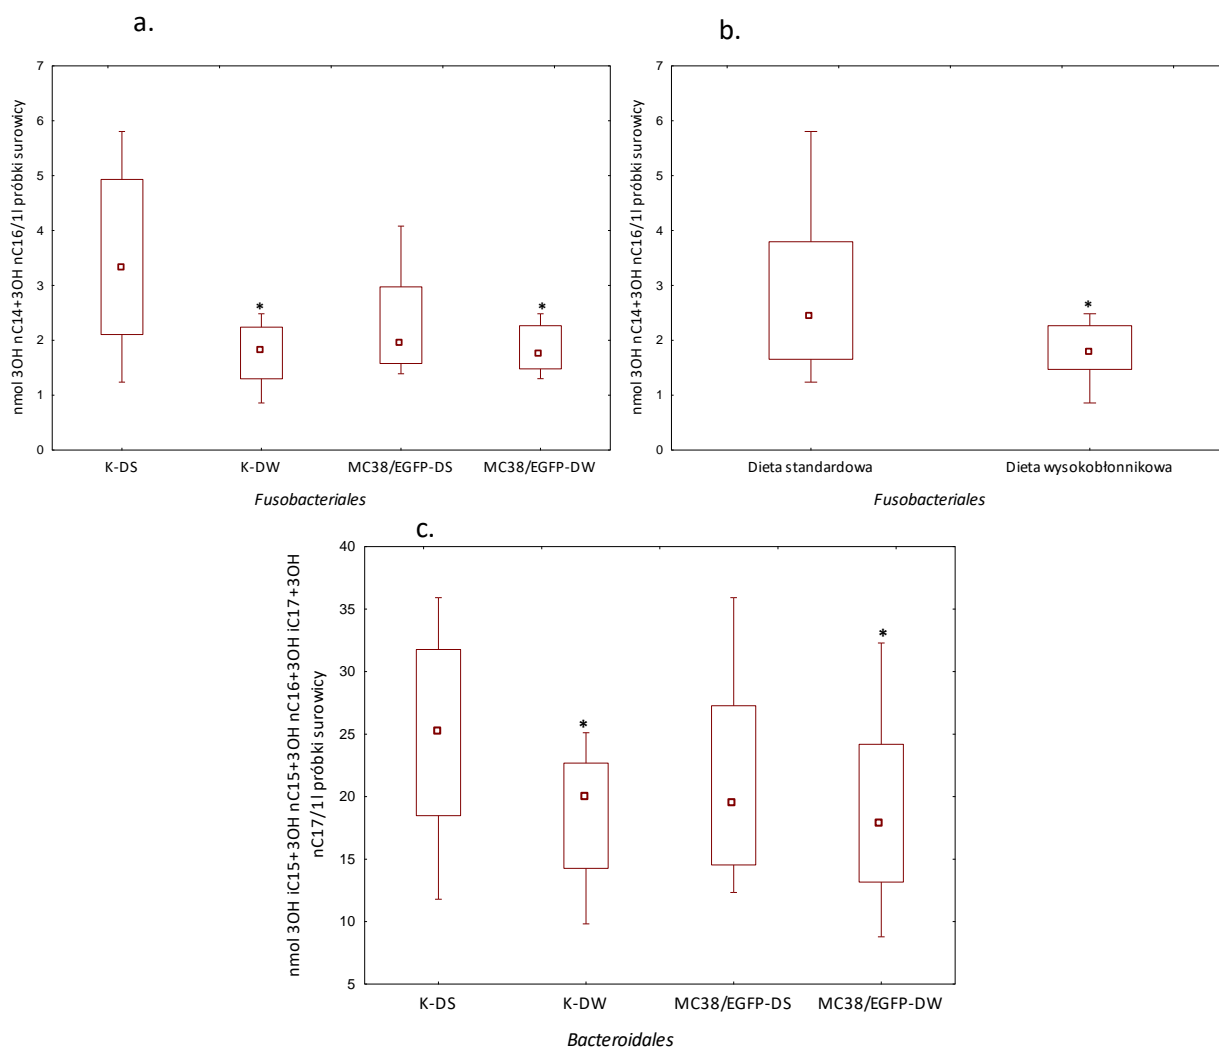 a.
nmol 3OH nC14+3OH nC16/1l próbki surowicy
7
6
5
4
3
2
1
0
*
*
K-DS K-DW MC38/EGFP-DS MC38/EGFP-DW
Fusobacteriales
b.
nmol 3OH nC14+3OH nC16/1l próbki surowicy
7
6
5
4
3
2
1
0
*
Dieta standardowa Dieta wysokobłonnikowa
Fusobacteriales
c.
nmol 3OH iC15+3OH nC15+3OH nC16+3OH iC17+3OH
nC17/1l próbki surowicy
40
35
30
25
20
15
10
5
*
*
K-DS K-DW MC38/EGFP-DS MC38/EGFP-DW
Bacteroidales